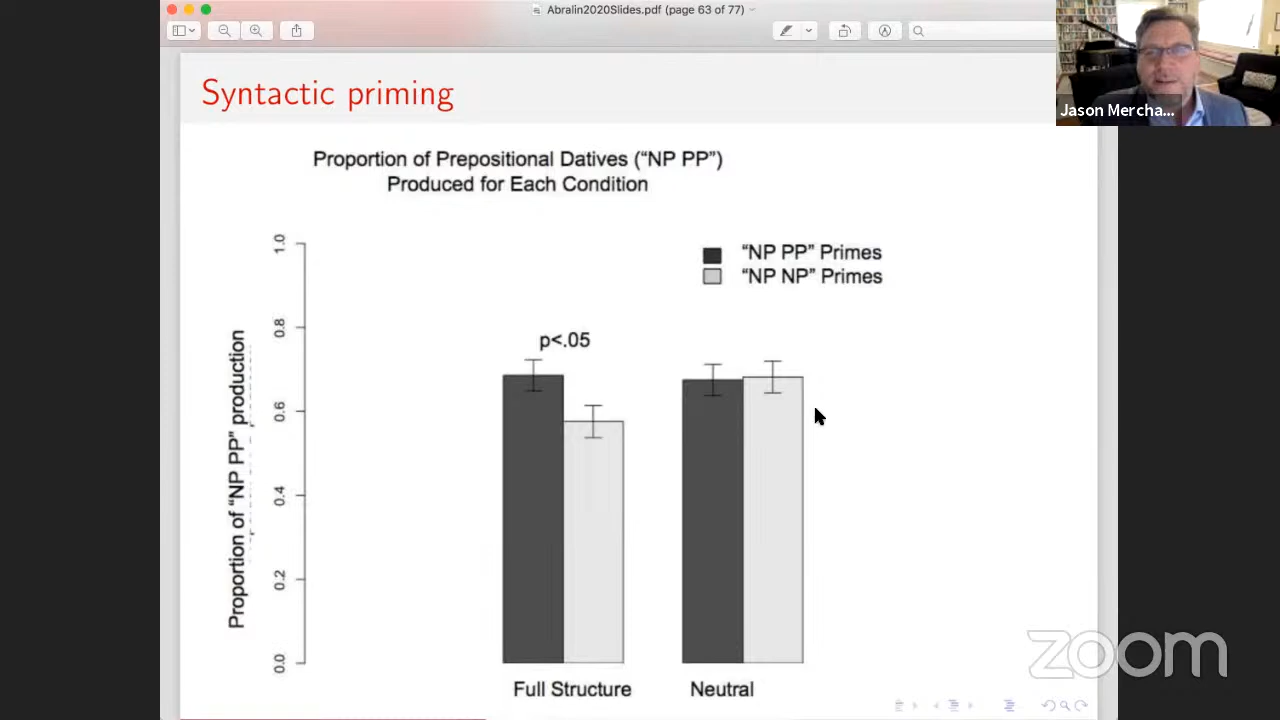 Abralin2020Slides.pdf (page 63 of 77)
Jason Mercha...
Syntactic priming
Proportion of Prepositional Datives (“NP PP”)
Produced for Each Condition
“NP PP” Primes
“NP NP” Primes
p<.05
Proportion of “NP PP” production
1.0
0.8
0.6
0.4
0.2
0.0
Full Structure
Neutral
zoom